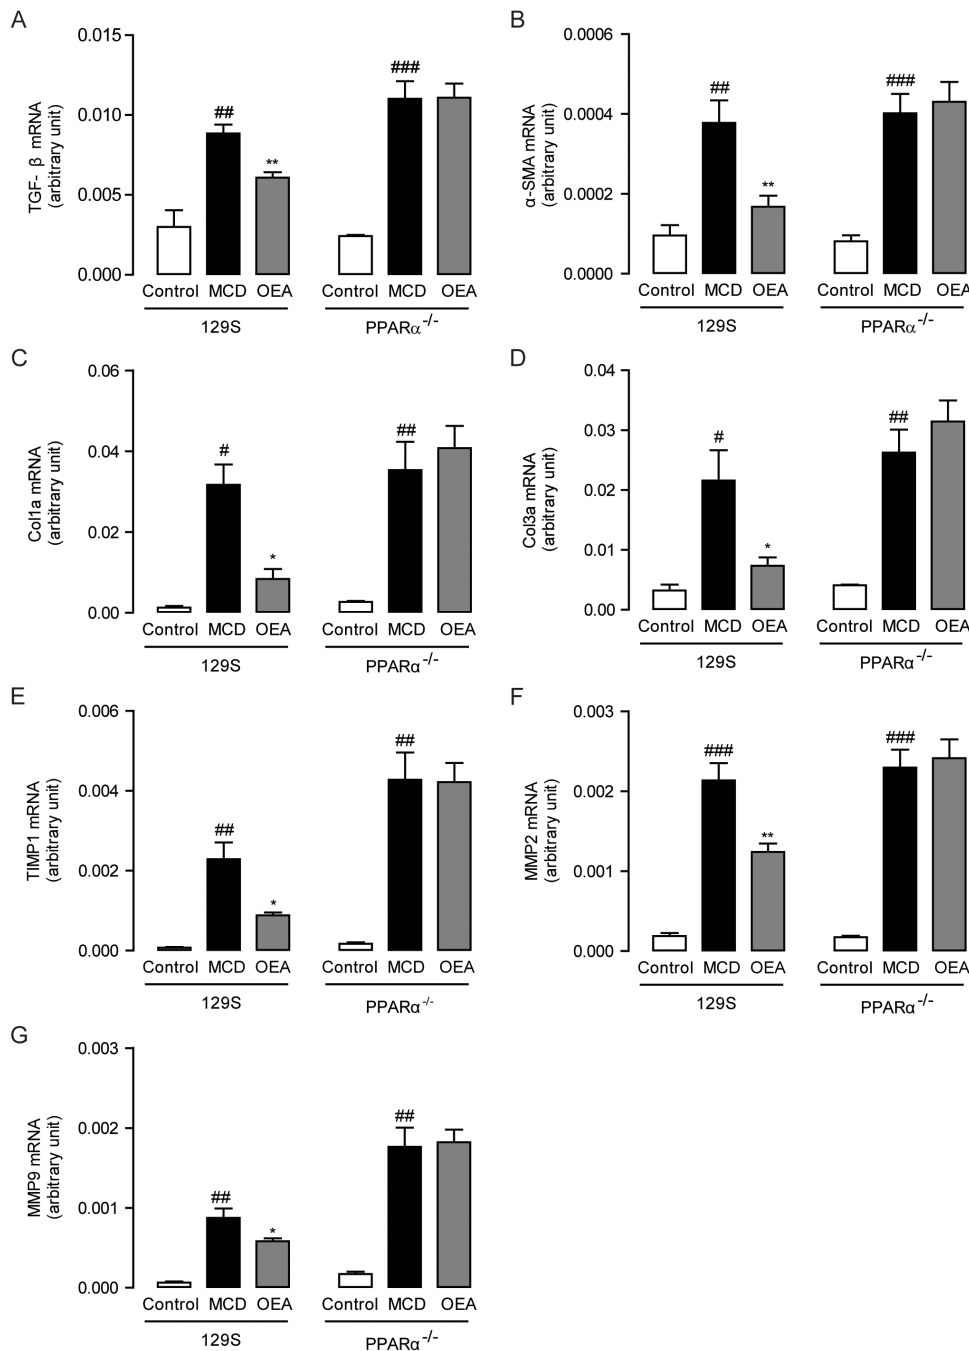 A
TGF- β mRNA
(arbitrary unit)
0.015
0.010
0.005
0.000
##
**
###
Control MCD OEA Control MCD OEA
129S PPARα-/-
B
α-SMA mRNA
(arbitrary unit)
0.0006
0.0004
0.0002
0.0000
##
**
###
Control MCD OEA Control MCD OEA
129S PPARα-/-
C
Col1a mRNA
(arbitrary unit)
0.06
0.04
0.02
0.00
#
*
##
Control MCD OEA Control MCD OEA
129S PPARα-/-
D
Col3a mRNA
(arbitrary unit)
0.04
0.03
0.02
0.01
0.00
#
*
##
Control MCD OEA Control MCD OEA
129S PPARα-/-
E
TIMP1 mRNA
(arbitrary unit)
0.006
0.004
0.002
0.000
##
*
##
Control MCD OEA Control MCD OEA
129S PPARα-/-
F
MMP2 mRNA
(arbitrary unit)
0.003
0.002
0.001
0.000
###
**
###
Control MCD OEA Control MCD OEA
129S PPARα-/-
G
MMP9 mRNA
(arbitrary unit)
0.003
0.002
0.001
0.000
##
*
##
Control MCD OEA Control MCD OEA
129S PPARα-/-